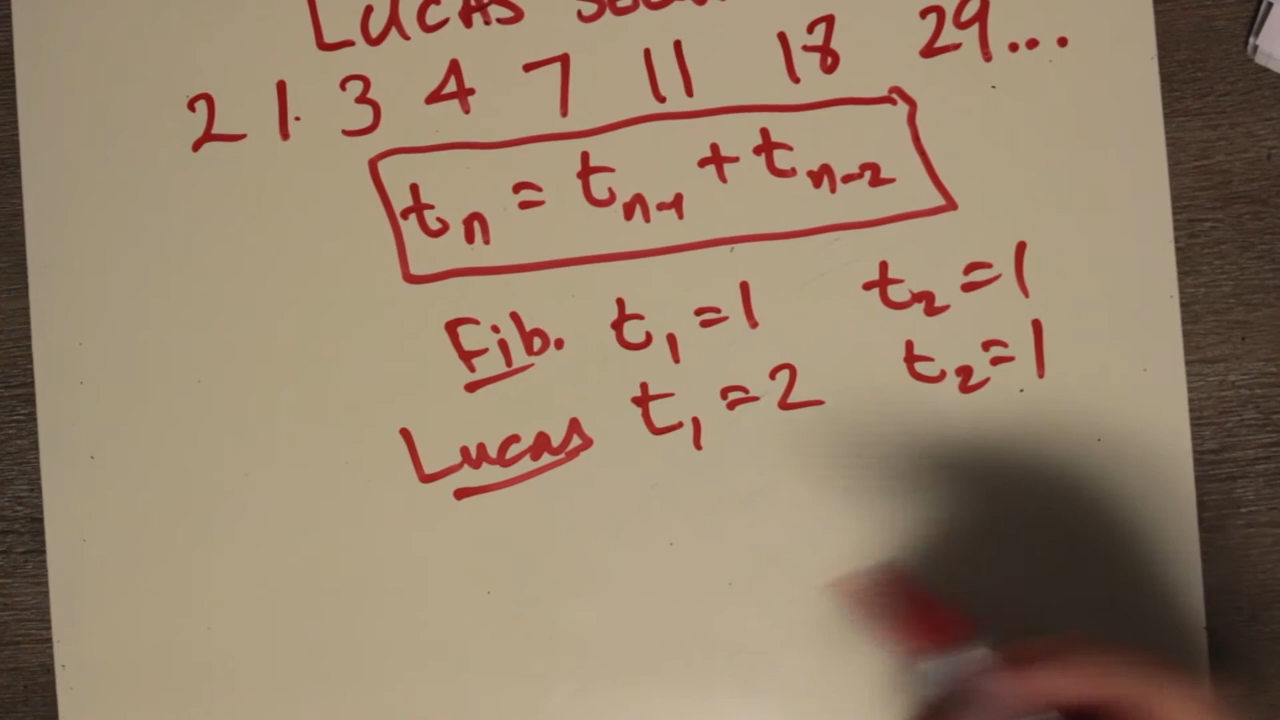 Lucas
2 1 3 4 7 11 18 29...
tₙ = tₙ₋₁ + tₙ₋₂
Fib. t₁ = 1 t₂ = 1
Lucas t₁ = 2 t₂ = 1